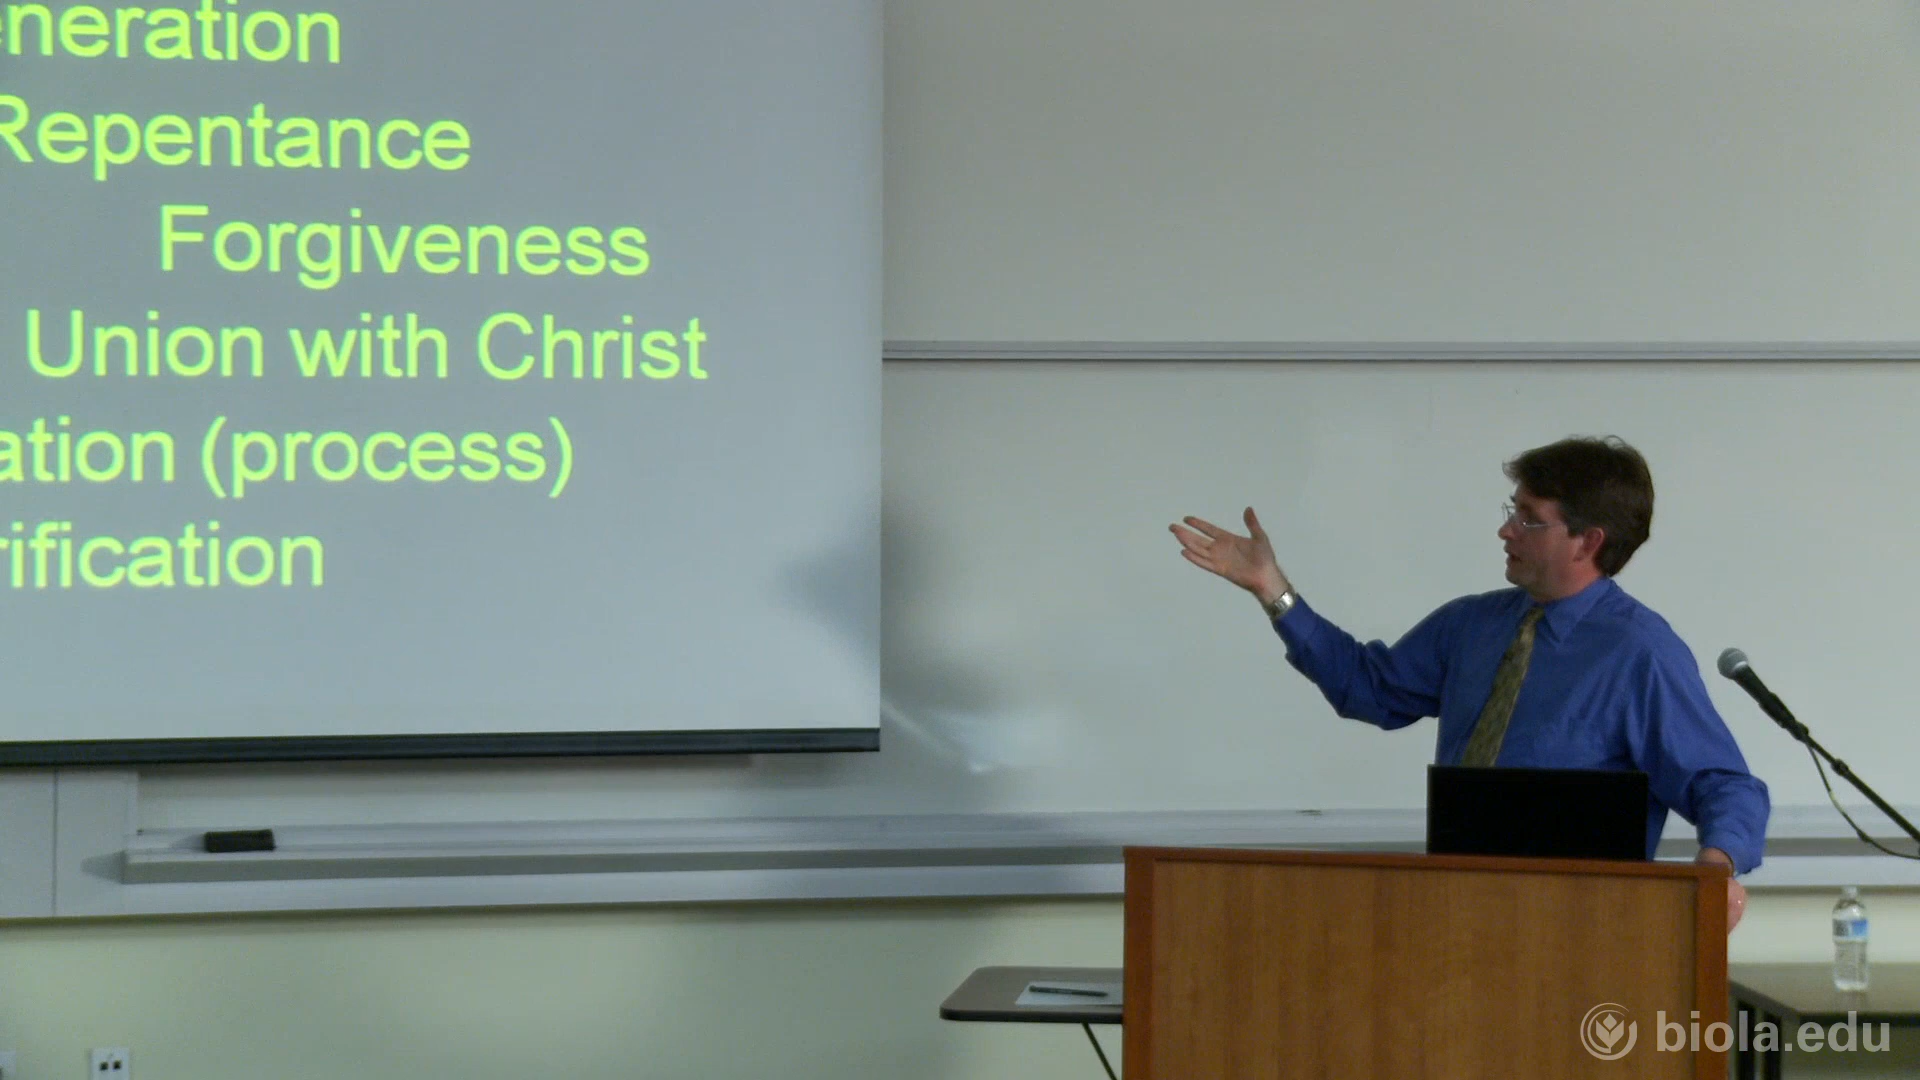 eneration
Repentance
Forgiveness
Union with Christ
ation (process)
rification
biola.edu